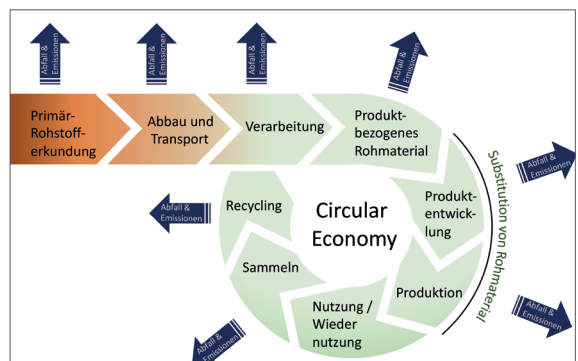 Abfall &
Emissionen
Abfall &
Emissionen
Abfall &
Emissionen
Abfall &
Emissionen
Primär-
Rohstoff-
erkundung
Abbau und
Transport
Verarbeitung
Produkt-
bezogenes
Rohmaterial
Substitution von Rohmaterial
Abfall &
Emissionen
Abfall &
Emissionen
Recycling
Circular
Economy
Produkt-
entwick-
lung
Sammeln
Produktion
Nutzung /
Wieder
nutzung
Abfall &
Emissionen
Abfall &
Emissionen